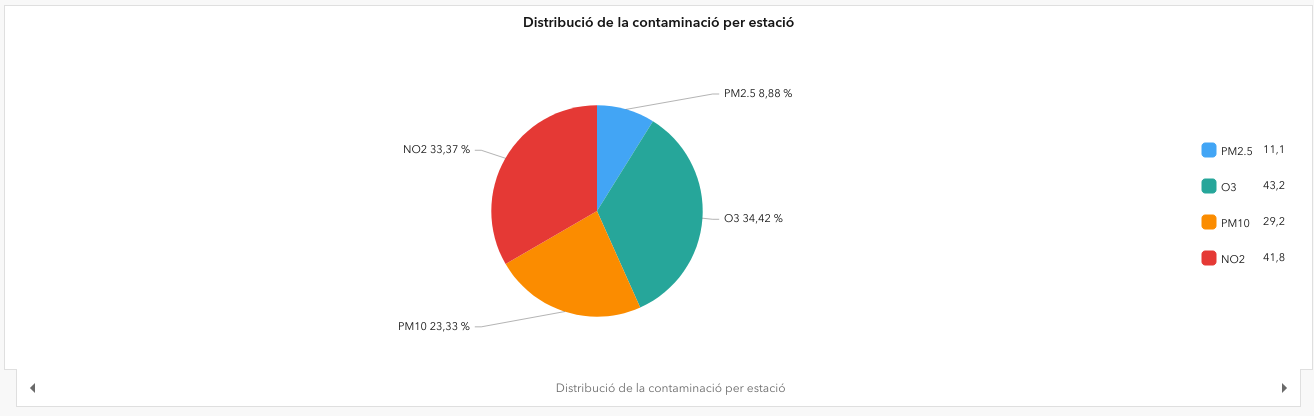 Distribució de la contaminació per estació
PM2.5 8,88 %
NO2 33,37 %
O3 34,42 %
PM10 23,33 %
PM2.5 11,1
O3 43,2
PM10 29,2
NO2 41,8
Distribució de la contaminació per estació